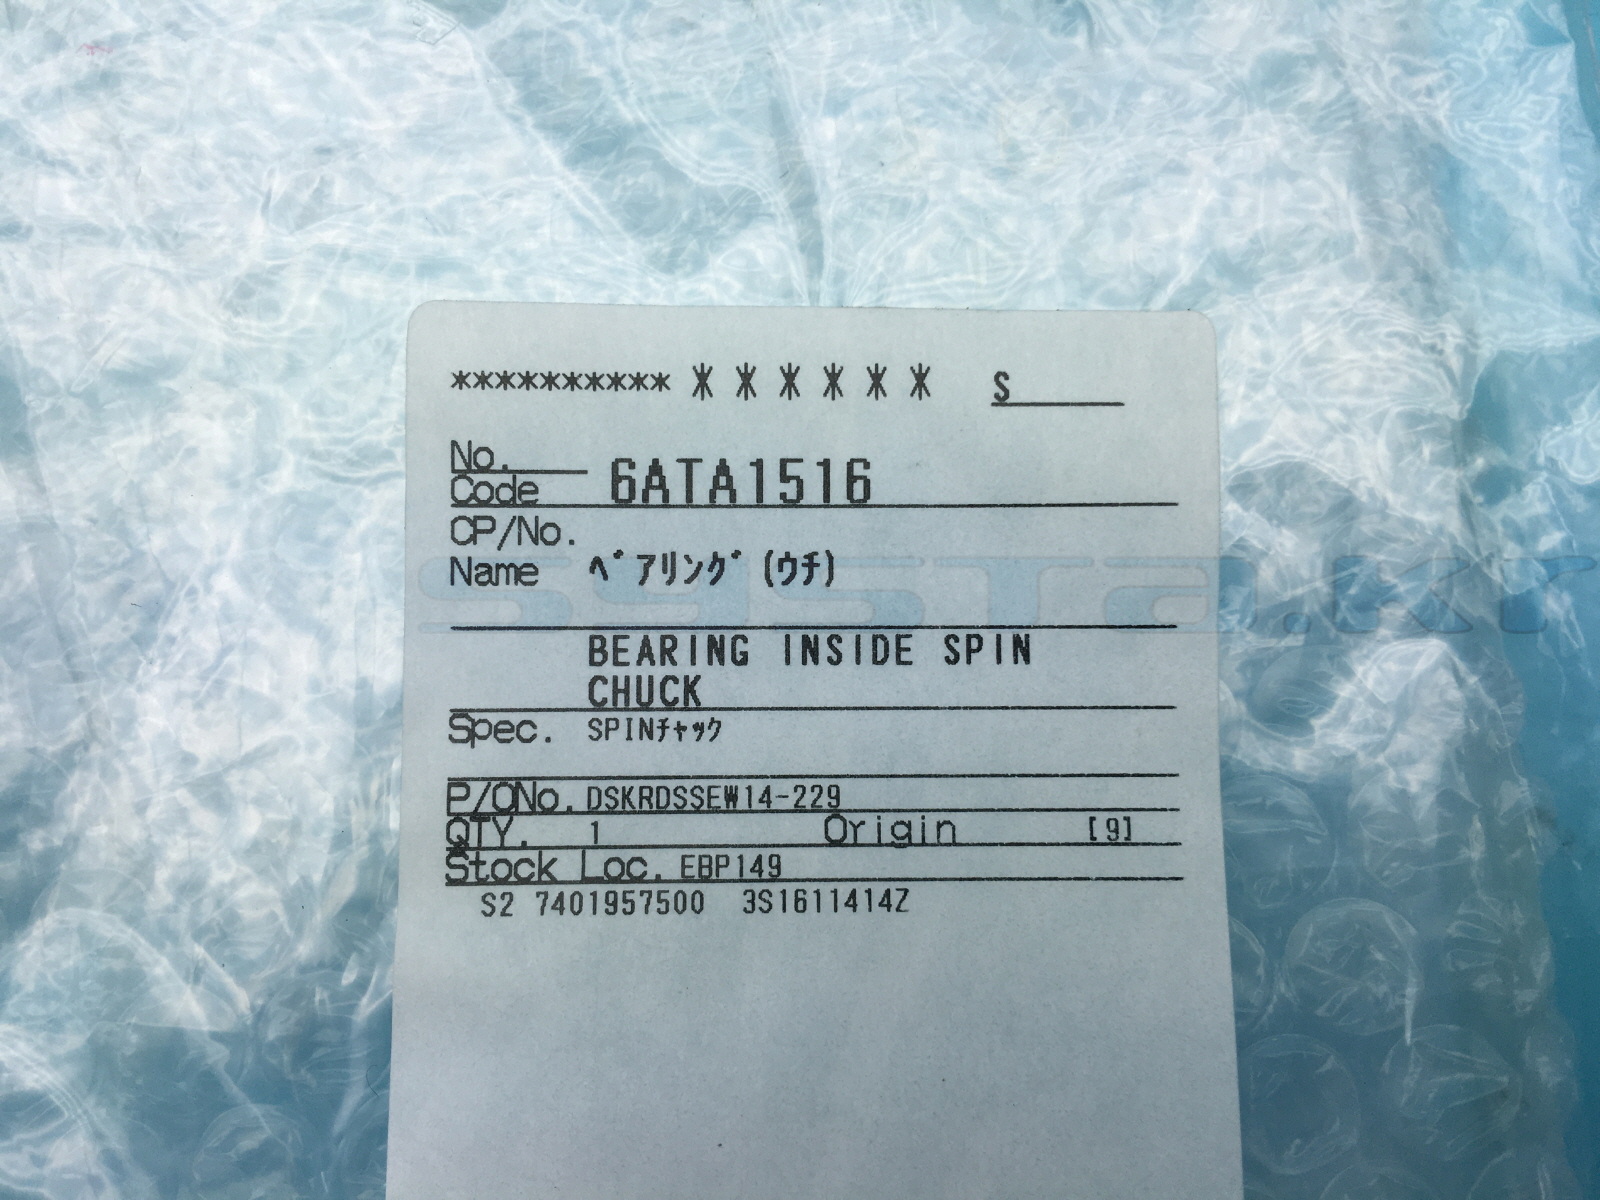 ********** ****** S
No.
Code 6ATA1516
CP/No.
Name ﾍﾞｱﾘﾝｸﾞ(ｳﾁ)
BEARING INSIDE SPIN
CHUCK
Spec. SPINﾁｬｯｸ
P/ONo. DSKRDSSEW14-229
QTY. 1 Origin [9]
Stock Loc. EBP149
S2 7401957500 3S1611414Z
systa.kr